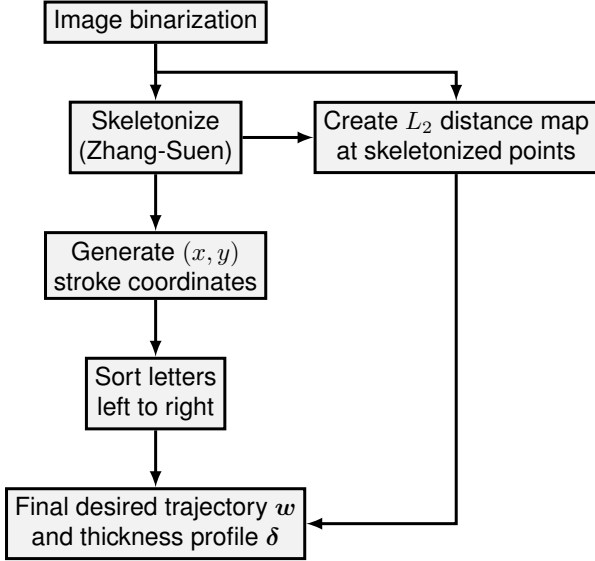 Image binarization
Skeletonize
(Zhang-Suen)
Create L₂ distance map
at skeletonized points
Generate (x, y)
stroke coordinates
Sort letters
left to right
Final desired trajectory w
and thickness profile δ